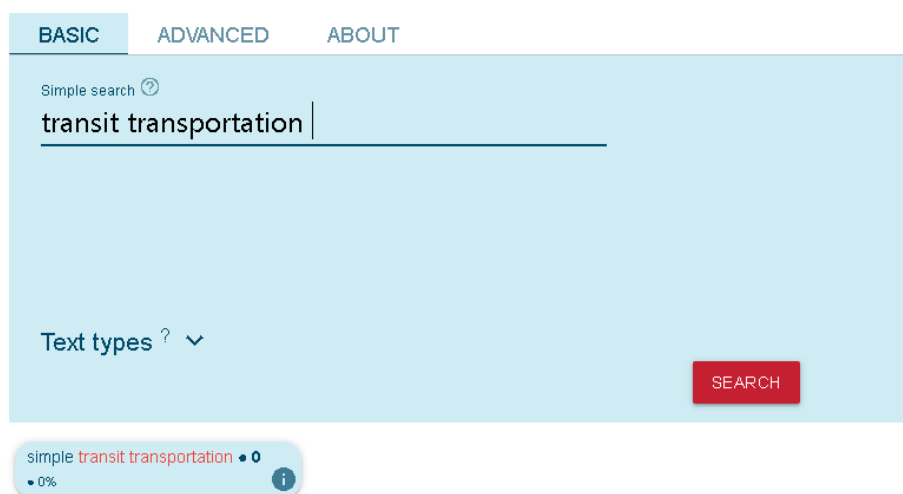 BASIC ADVANCED ABOUT
Simple search ?
transit transportation
Text types ?
SEARCH
simple transit transportation • 0
• 0% i